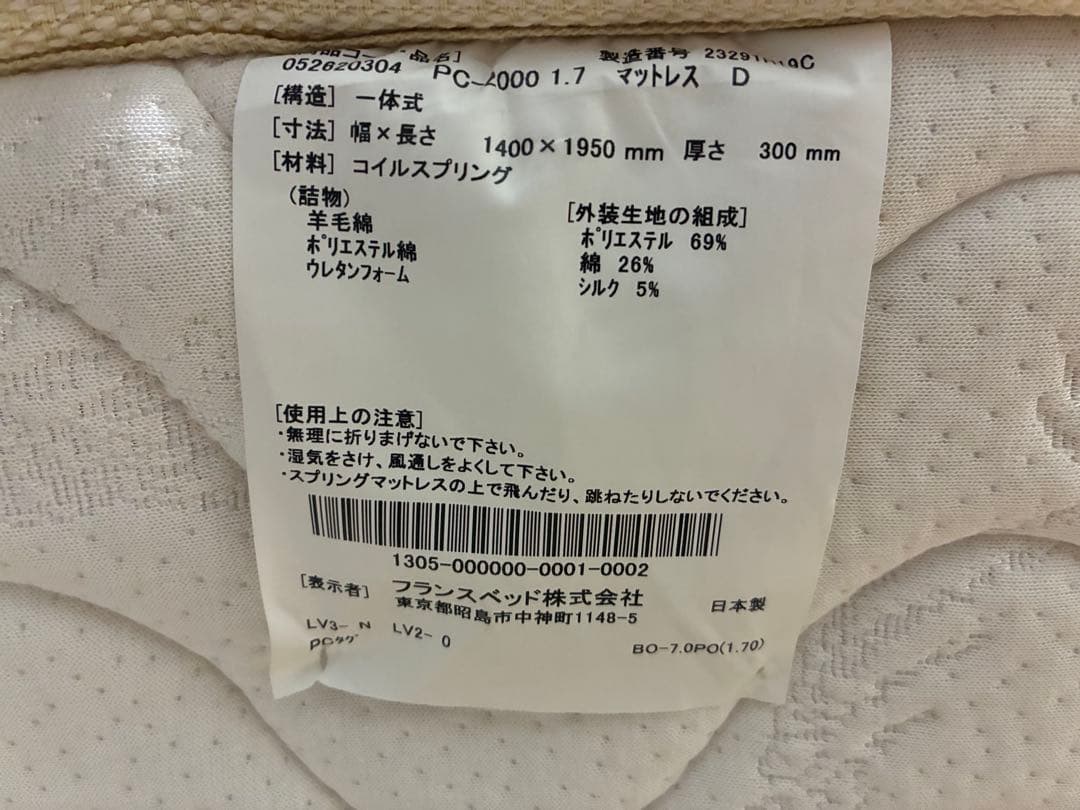 品名] 製造番号
052620304 マットレス D 1.7
[構造] 一体式
[寸法] 幅×長さ 1400×1950 mm 厚さ 300 mm
[材料] コイルスプリング
(詰物)
羊毛綿
ポリエステル綿
ウレタンフォーム
[外装生地の組成]
ポリエステル 69%
綿 26%
シルク 5%
[使用上の注意]
・無理に折りまげないで下さい。
・湿気をさけ、風通しをよくして下さい。
・スプリングマットレスの上で飛んだり、跳ねたりしないでください。
1305-000000-0001-0002
[表示者] フランスベッド株式会社 日本製
東京都昭島市中神町1148-5
LV3- N LV2- 0
PCタグ BO-7.0PO(1.70)